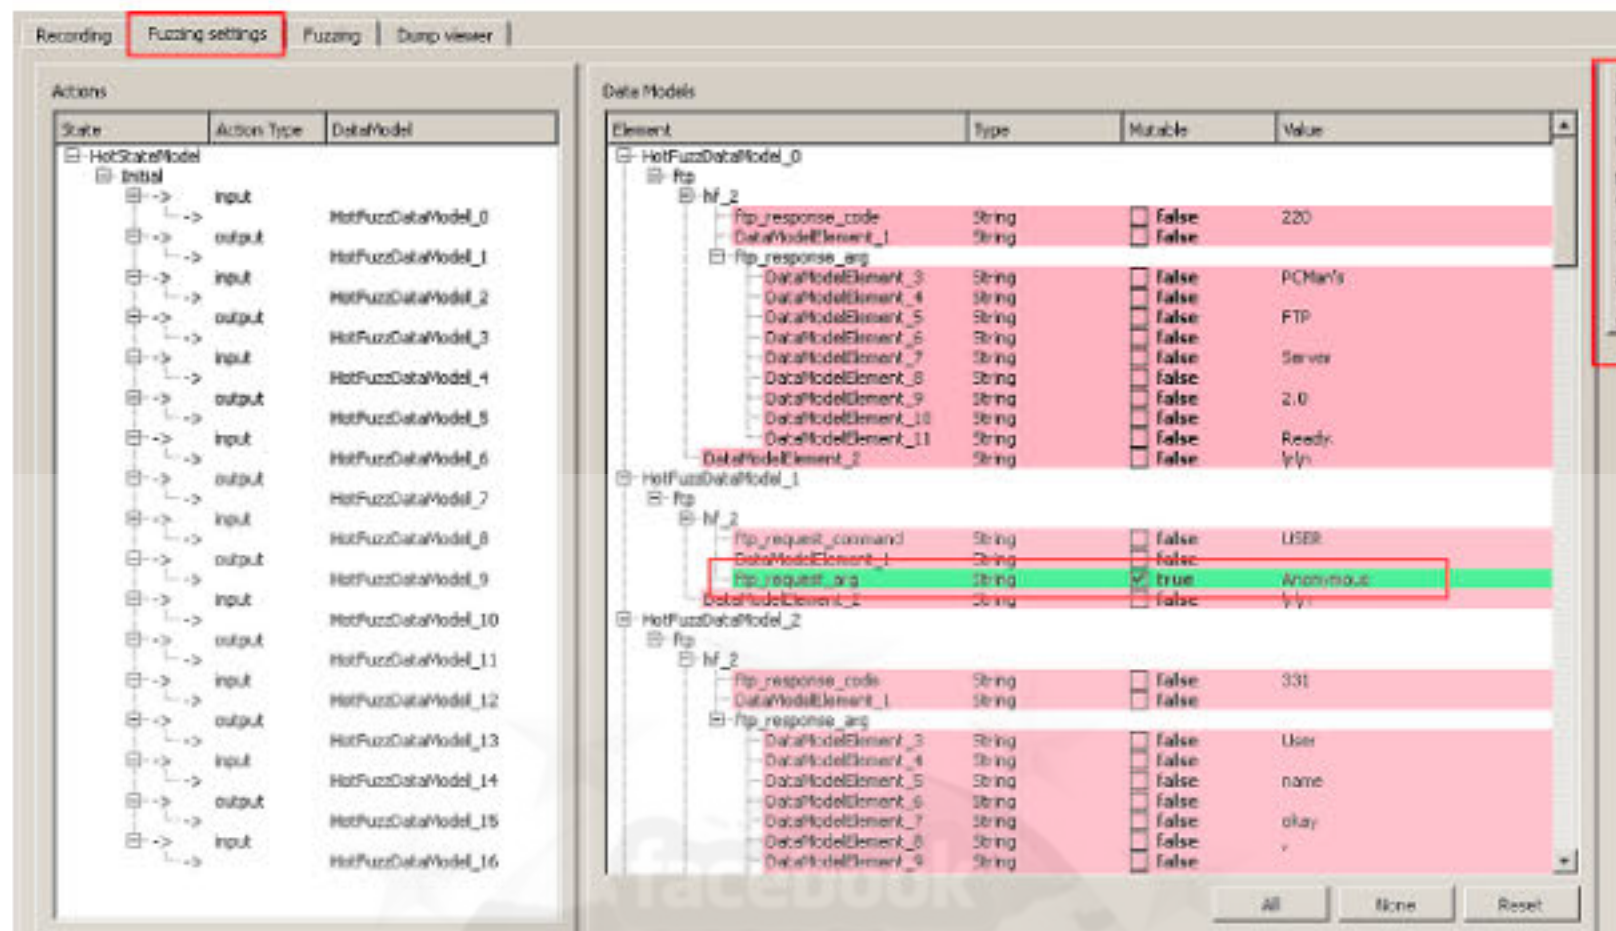 Recording Fuzzing settings Fuzzing Dump viewer
Actions
State Action Type DataModel
HotStateModel
Initial
-> input
-> HotFuzzDataModel_0
-> output
-> HotFuzzDataModel_1
-> input
-> HotFuzzDataModel_2
-> output
-> HotFuzzDataModel_3
-> input
-> HotFuzzDataModel_4
-> output
-> HotFuzzDataModel_5
-> input
-> HotFuzzDataModel_6
-> output
-> HotFuzzDataModel_7
-> input
-> HotFuzzDataModel_8
-> output
-> HotFuzzDataModel_9
-> input
-> HotFuzzDataModel_10
-> output
-> HotFuzzDataModel_11
-> input
-> HotFuzzDataModel_12
-> output
-> HotFuzzDataModel_13
-> input
-> HotFuzzDataModel_14
-> output
-> HotFuzzDataModel_15
-> input
-> HotFuzzDataModel_16
Data Models
Element Type Mutable Value
HotFuzzDataModel_0
ftp
hf_2
ftp_response_code String false 220
DataModelElement_1 String false
ftp_response_arg
DataModelElement_3 String false PCMan's
DataModelElement_4 String false
DataModelElement_5 String false FTP
DataModelElement_6 String false
DataModelElement_7 String false Server
DataModelElement_8 String false
DataModelElement_9 String false 2.0
DataModelElement_10 String false
DataModelElement_11 String false Ready.
DataModelElement_2 String false \r\n
HotFuzzDataModel_1
ftp
hf_2
ftp_request_command String false USER
DataModelElement_1 String false
ftp_request_arg String true Anonymous
DataModelElement_2 String false \r\n
HotFuzzDataModel_2
ftp
hf_2
ftp_response_code String false 331
DataModelElement_1 String false
ftp_response_arg
DataModelElement_3 String false User
DataModelElement_4 String false
DataModelElement_5 String false name
DataModelElement_6 String false
DataModelElement_7 String false okay
DataModelElement_8 String false ,
DataModelElement_9 String false
All None Reset
facebook